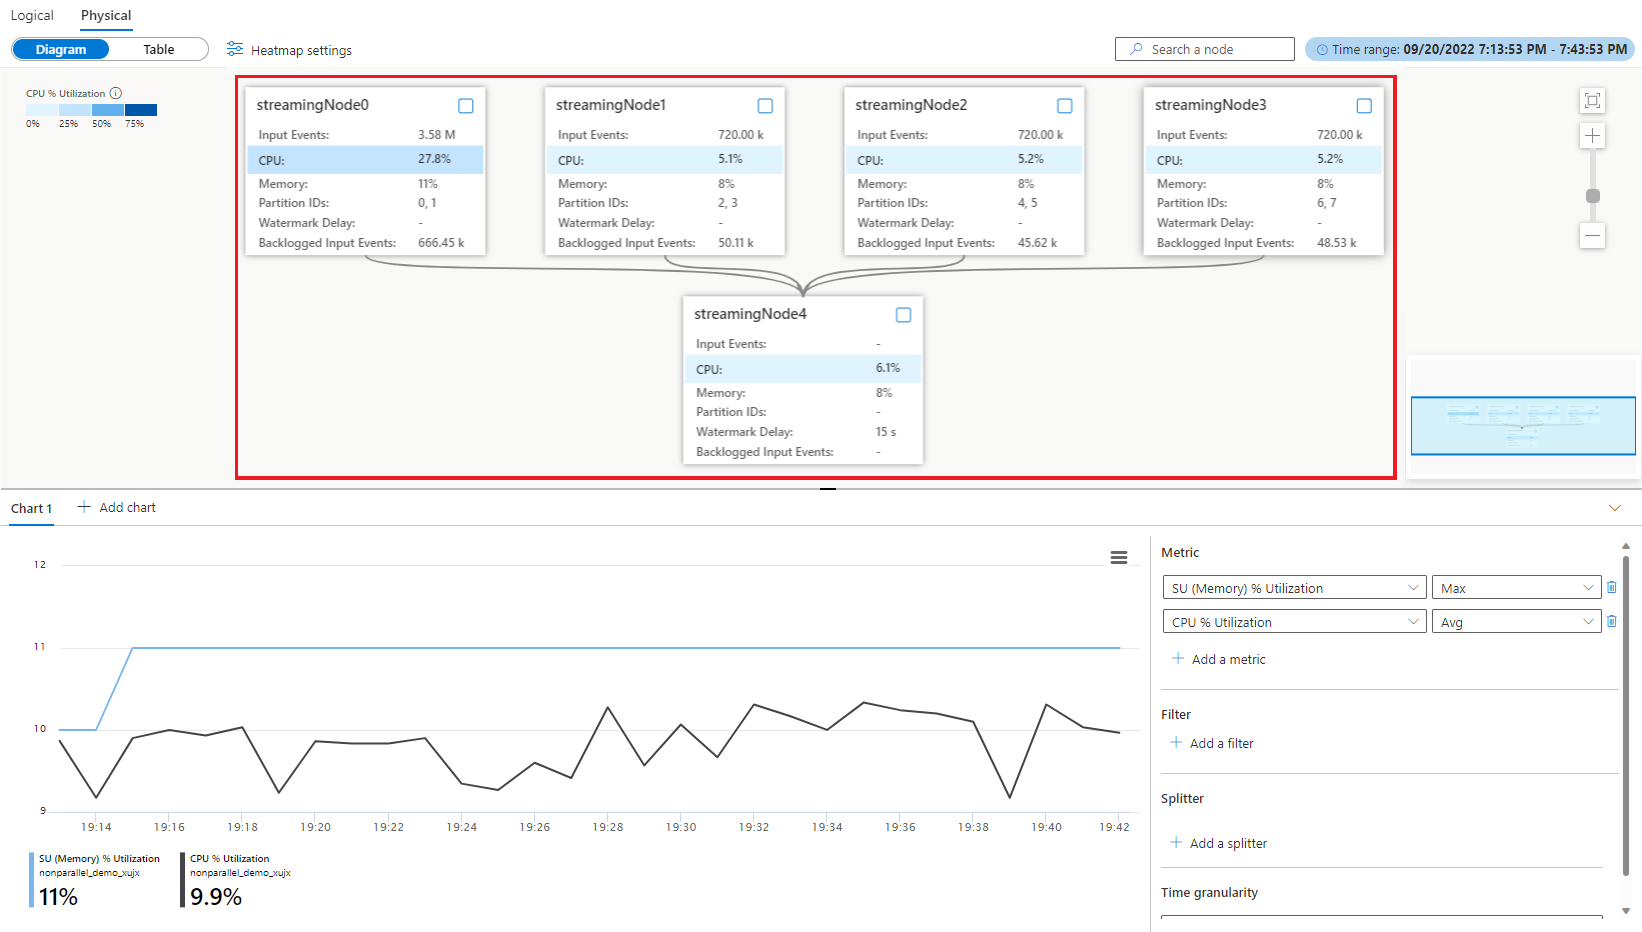 Logical Physical
Diagram Table Heatmap settings Search a node Time range: 09/20/2022 7:13:53 PM - 7:43:53 PM
CPU % Utilization
0% 25% 50% 75%
streamingNode0
Input Events: 3.58 M
CPU: 27.8%
Memory: 11%
Partition IDs: 0, 1
Watermark Delay: -
Backlogged Input Events: 666.45 k
streamingNode1
Input Events: 720.00 k
CPU: 5.1%
Memory: 8%
Partition IDs: 2, 3
Watermark Delay: -
Backlogged Input Events: 50.11 k
streamingNode2
Input Events: 720.00 k
CPU: 5.2%
Memory: 8%
Partition IDs: 4, 5
Watermark Delay: -
Backlogged Input Events: 45.62 k
streamingNode3
Input Events: 720.00 k
CPU: 5.2%
Memory: 8%
Partition IDs: 6, 7
Watermark Delay: -
Backlogged Input Events: 48.53 k
streamingNode4
Input Events: -
CPU: 6.1%
Memory: 8%
Partition IDs: -
Watermark Delay: 15 s
Backlogged Input Events: -
Chart 1 Add chart
12
11
10
9
19:14 19:16 19:18 19:20 19:22 19:24 19:26 19:28 19:30 19:32 19:34 19:36 19:38 19:40 19:42
SU (Memory) % Utilization
nonparallel_demo_xujx
11%
CPU % Utilization
nonparallel_demo_xujx
9.9%
Metric
SU (Memory) % Utilization Max
CPU % Utilization Avg
Add a metric
Filter
Add a filter
Splitter
Add a splitter
Time granularity